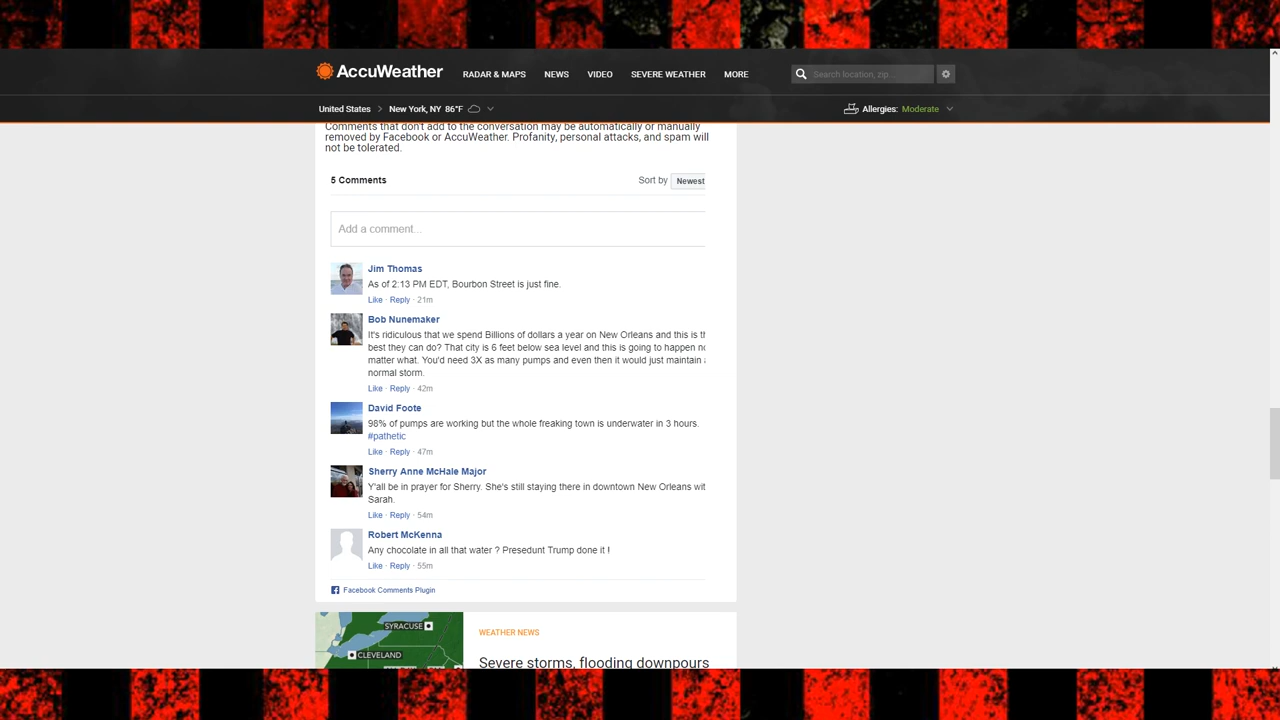 AccuWeather
RADAR & MAPS NEWS VIDEO SEVERE WEATHER MORE
Search location, zip...
United States > New York, NY 86°F
Allergies: Moderate
Comments that don't add to the conversation may be automatically or manually
removed by Facebook or AccuWeather. Profanity, personal attacks, and spam will
not be tolerated.
5 Comments
Sort by Newest
Add a comment...
Jim Thomas
As of 2:13 PM EDT, Bourbon Street is just fine.
Like · Reply · 21m
Bob Nunemaker
It's ridiculous that we spend Billions of dollars a year on New Orleans and this is th
best they can do? That city is 6 feet below sea level and this is going to happen no
matter what. You'd need 3X as many pumps and even then it would just maintain
normal storm.
Like · Reply · 42m
David Foote
98% of pumps are working but the whole freaking town is underwater in 3 hours.
#pathetic
Like · Reply · 47m
Sherry Anne McHale Major
Y'all be in prayer for Sherry. She's still staying there in downtown New Orleans wit
Sarah.
Like · Reply · 54m
Robert McKenna
Any chocolate in all that water ? Presedunt Trump done it !
Like · Reply · 55m
Facebook Comments Plugin
SYRACUSE
CLEVELAND
WEATHER NEWS
Severe storms, flooding downpours